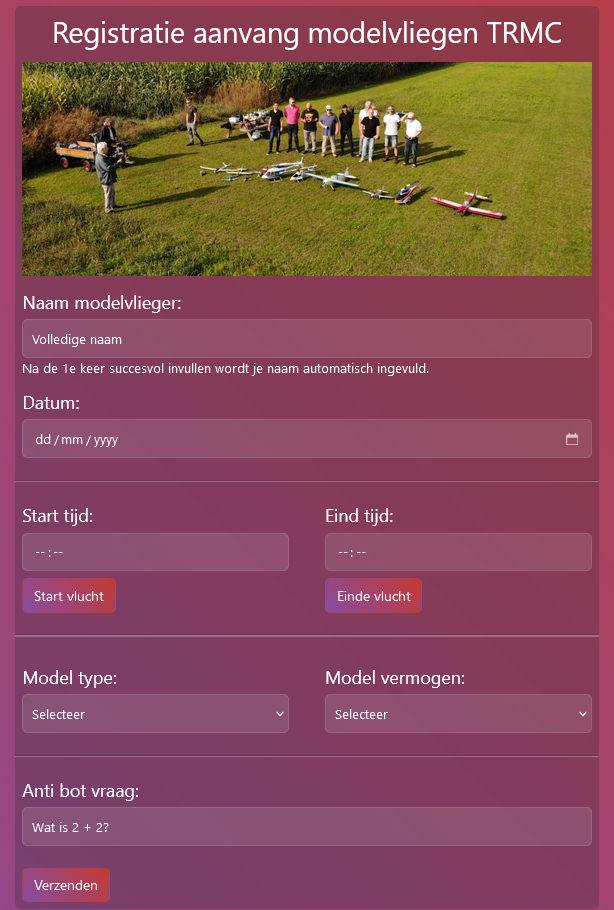 Registratie aanvang modelvliegen TRMC
Naam modelvlieger:
Volledige naam
Na de 1e keer succesvol invullen wordt je naam automatisch ingevuld.
Datum:
dd / mm / yyyy
Start tijd:
Eind tijd:
-- : --
-- : --
Start vlucht
Einde vlucht
Model type:
Model vermogen:
Selecteer
Selecteer
Anti bot vraag:
Wat is 2 + 2?
Verzenden